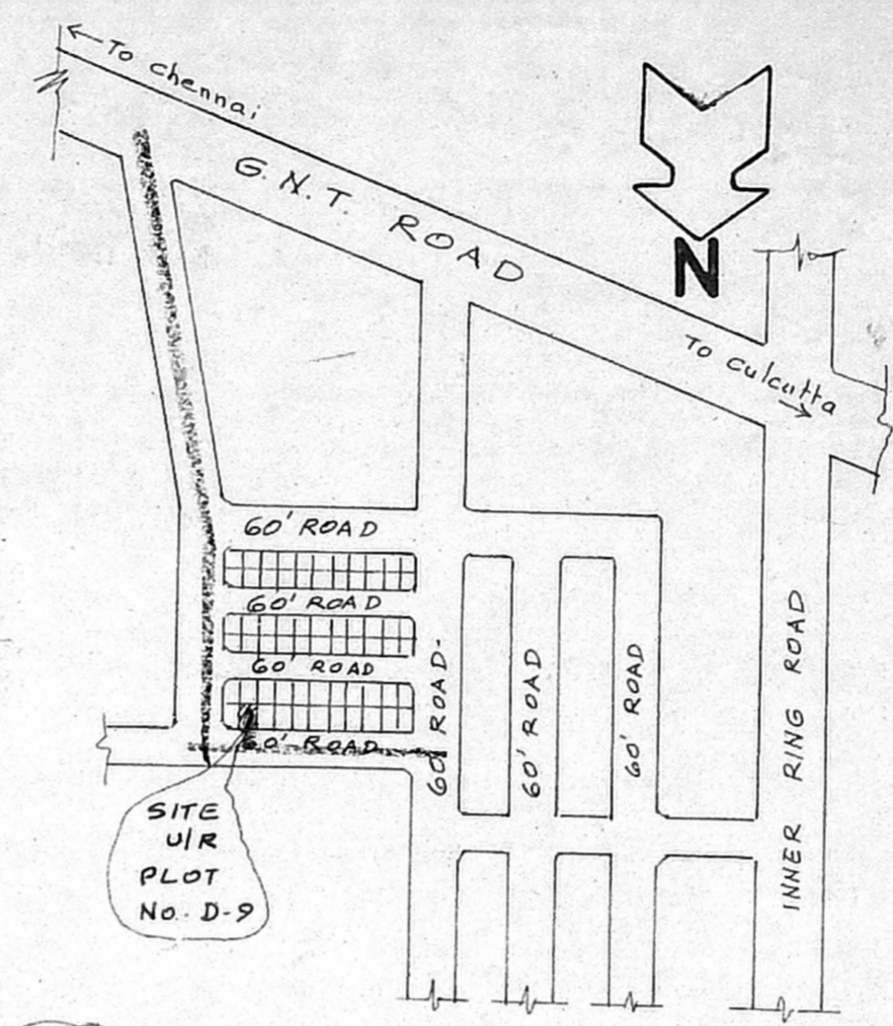 ← To chennai
G.N.T. ROAD
N
To Culcutta →
60' ROAD
60' ROAD
60' ROAD
60' ROAD
60' ROAD-
60' ROAD
60' ROAD
INNER RING ROAD
SITE
U/R
PLOT
No. D-9